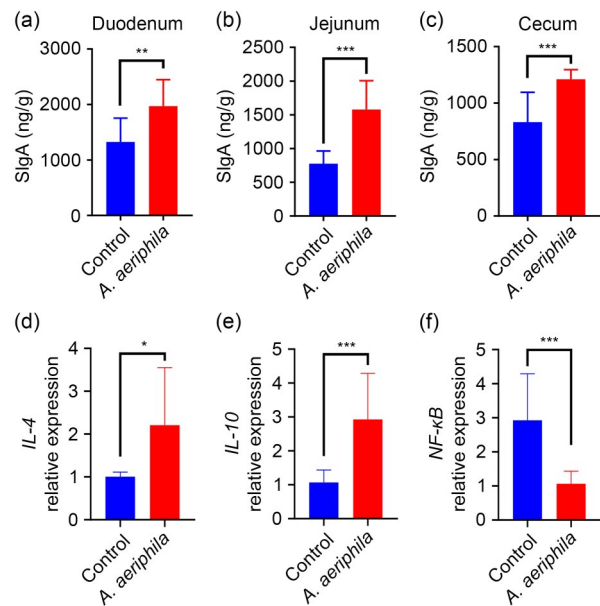 (a) Duodenum
SIgA (ng/g)
3000
2000
1000
0
**
Control
A. aeriphila
(b) Jejunum
SIgA (ng/g)
2500
2000
1500
1000
500
0
***
Control
A. aeriphila
(c) Cecum
SIgA (ng/g)
1500
1000
500
0
***
Control
A. aeriphila
(d)
IL-4
relative expression
4
3
2
1
0
*
Control
A. aeriphila
(e)
IL-10
relative expression
5
4
3
2
1
0
***
Control
A. aeriphila
(f)
NF-κB
relative expression
5
4
3
2
1
0
***
Control
A. aeriphila